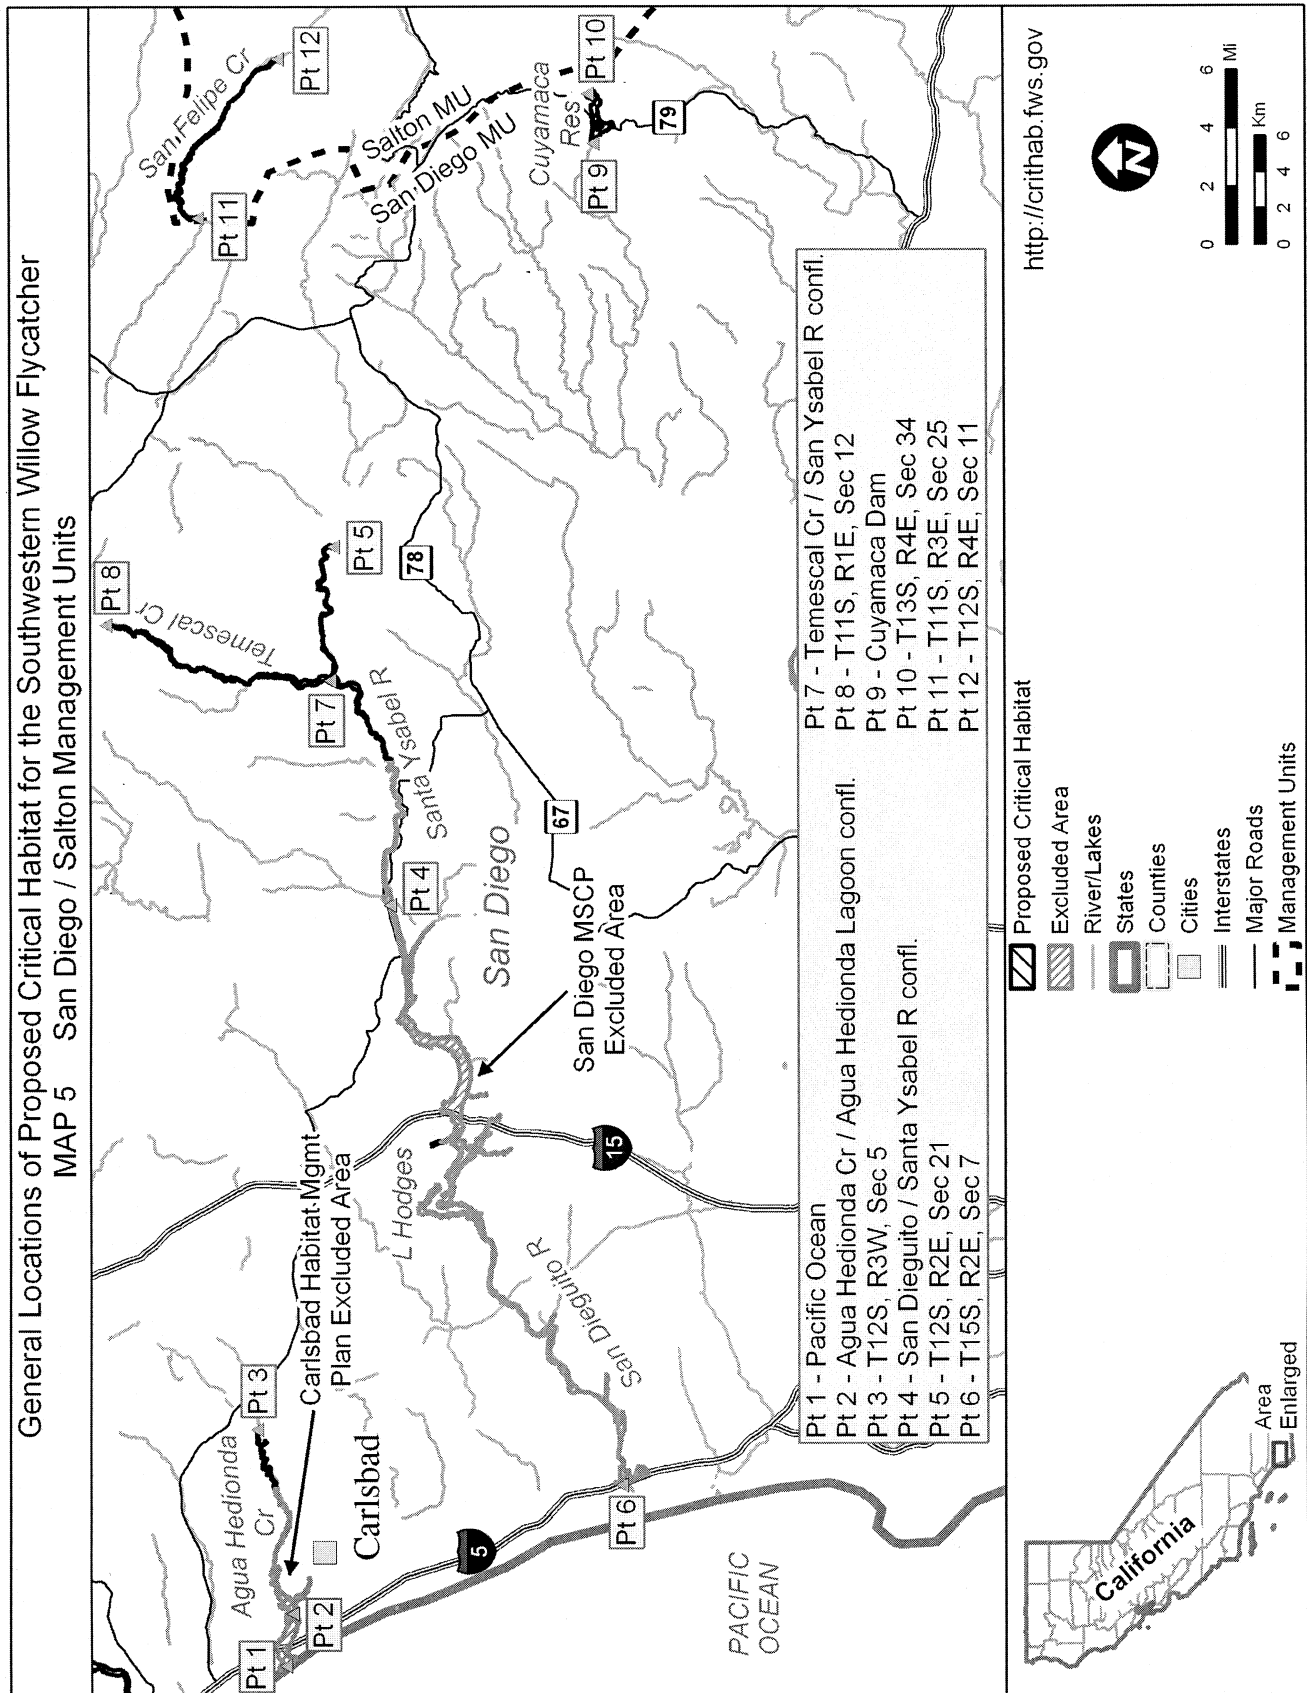 General Locations of Proposed Critical Habitat for the Southwestern Willow Flycatcher
MAP 5 San Diego / Salton Management Units
Pt 8
Temescal Cr
San Felipe Cr
Pt 12
Pt 11
Pt 3
Agua Hedionda
Cr
Pt 1
Pt 2
Carlsbad Habitat Mgmt
Plan Excluded Area
Carlsbad
Pt 7
Pt 5
Salton MU
San Diego MU
Santa Ysabel R
78
Pt 4
L Hodges
San Diego
Cuyamaca
Res
Pt 10
Pt 9
79
67
San Diego MSCP
Excluded Area
15
San Dieguito R
5
Pt 6
PACIFIC
OCEAN
Pt 1 - Pacific Ocean
Pt 2 - Agua Hedionda Cr / Agua Hedionda Lagoon confl.
Pt 3 - T12S, R3W, Sec 5
Pt 4 - San Dieguito / Santa Ysabel R confl.
Pt 5 - T12S, R2E, Sec 21
Pt 6 - T15S, R2E, Sec 7
Pt 7 - Temescal Cr / San Ysabel R confl.
Pt 8 - T11S, R1E, Sec 12
Pt 9 - Cuyamaca Dam
Pt 10 - T13S, R4E, Sec 34
Pt 11 - T11S, R3E, Sec 25
Pt 12 - T12S, R4E, Sec 11
California
Area
Enlarged
Proposed Critical Habitat
Excluded Area
River/Lakes
States
Counties
Cities
Interstates
Major Roads
Management Units
http://crithab.fws.gov
N
0 2 4 6
Mi
Km
0 2 4 6